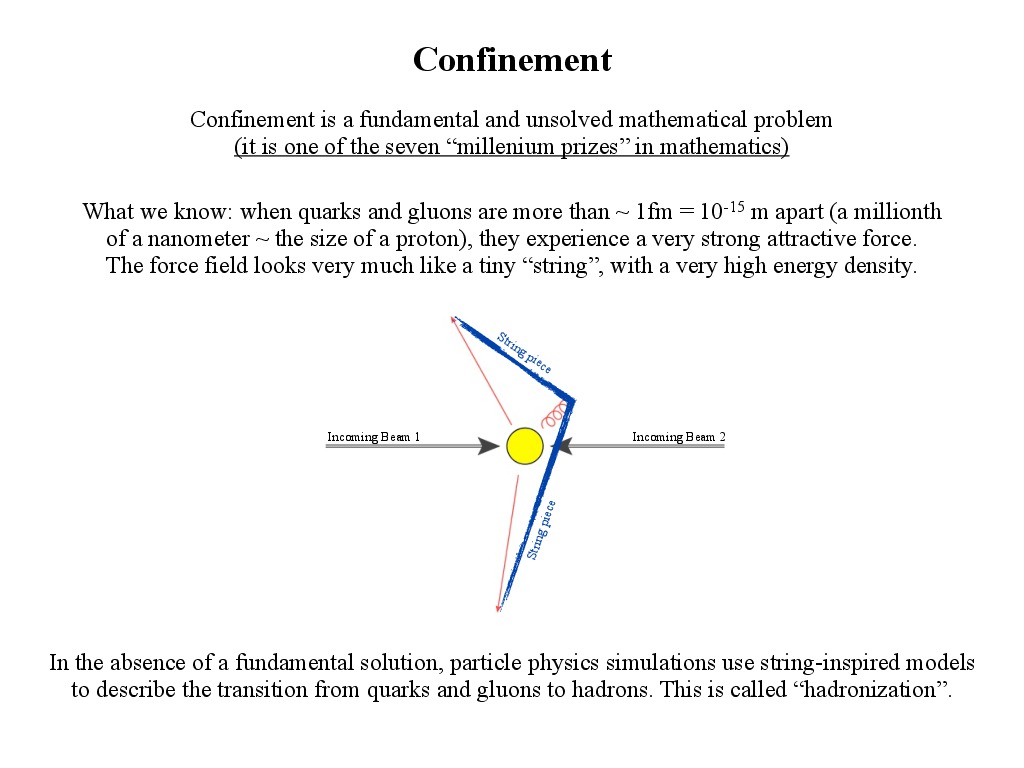 Confinement
Confinement is a fundamental and unsolved mathematical problem
(it is one of the seven “millenium prizes” in mathematics)
What we know: when quarks and gluons are more than ~ 1fm = 10⁻¹⁵ m apart (a millionth
of a nanometer ~ the size of a proton), they experience a very strong attractive force.
The force field looks very much like a tiny “string”, with a very high energy density.
String piece
Incoming Beam 1
Incoming Beam 2
String piece
In the absence of a fundamental solution, particle physics simulations use string-inspired models
to describe the transition from quarks and gluons to hadrons. This is called “hadronization”.